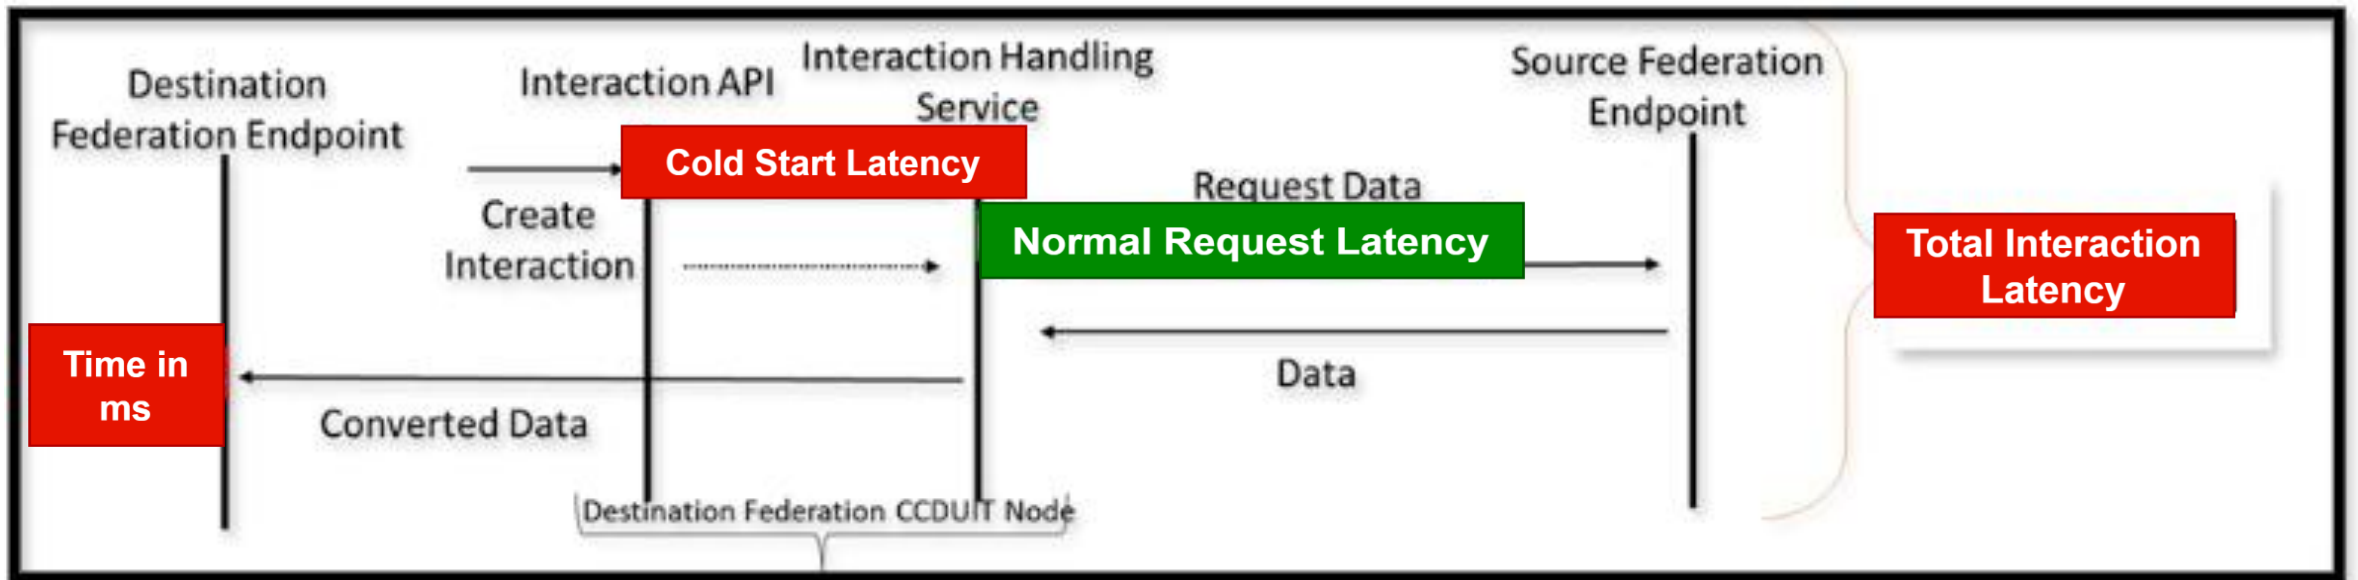 Destination
Federation Endpoint
Interaction API
Interaction Handling
Service
Source Federation
Endpoint
Cold Start Latency
Request Data
Create
Interaction
Normal Request Latency
Total Interaction
Latency
Time in
ms
Data
Converted Data
Destination Federation CCDUIT Node